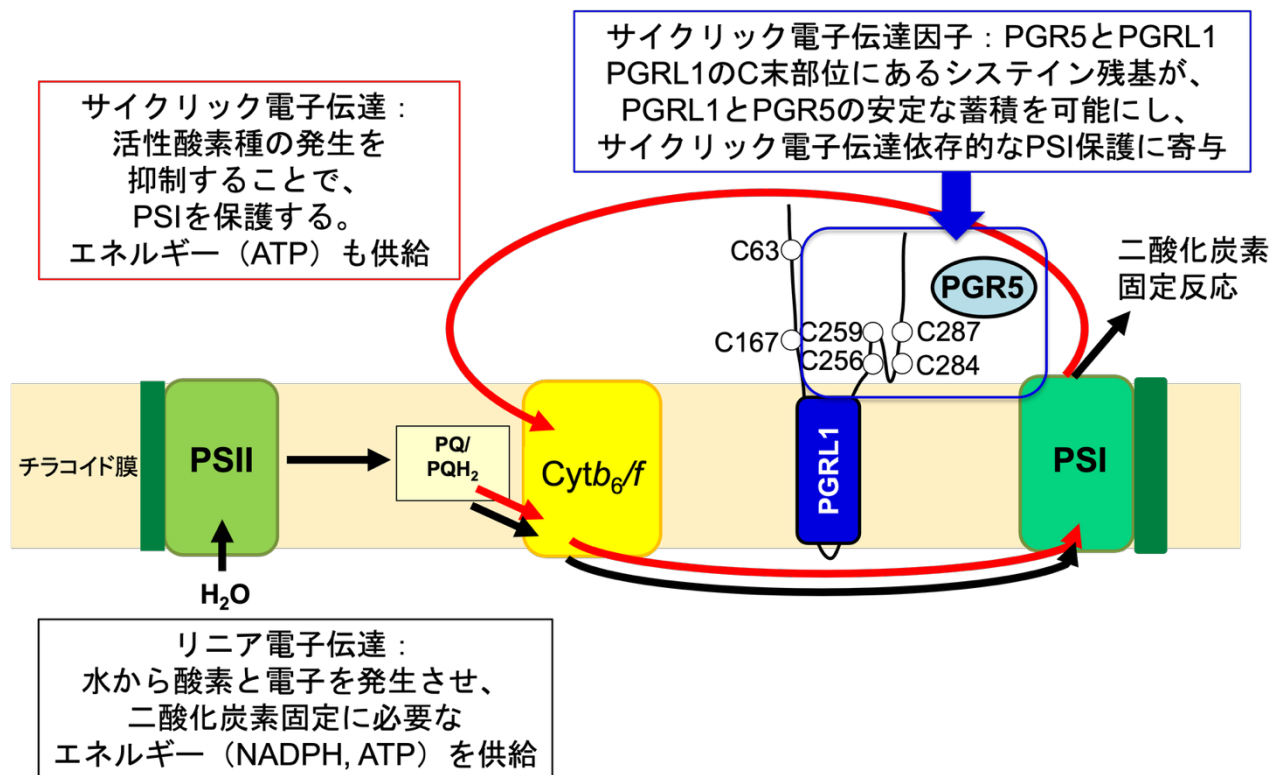 サイクリック電子伝達因子：PGR5とPGRL1
PGRL1のC末部位にあるシステイン残基が、
PGRL1とPGR5の安定な蓄積を可能にし、
サイクリック電子伝達依存的なPSI保護に寄与
サイクリック電子伝達：
活性酸素種の発生を
抑制することで、
PSIを保護する。
エネルギー（ATP）も供給
C63
C167
C259
C256
C287
C284
PGR5
二酸化炭素
固定反応
チラコイド膜
PSII
PQ/
PQH₂
Cytb₆/f
PGRL1
PSI
H₂O
リニア電子伝達：
水から酸素と電子を発生させ、
二酸化炭素固定に必要な
エネルギー（NADPH, ATP）を供給